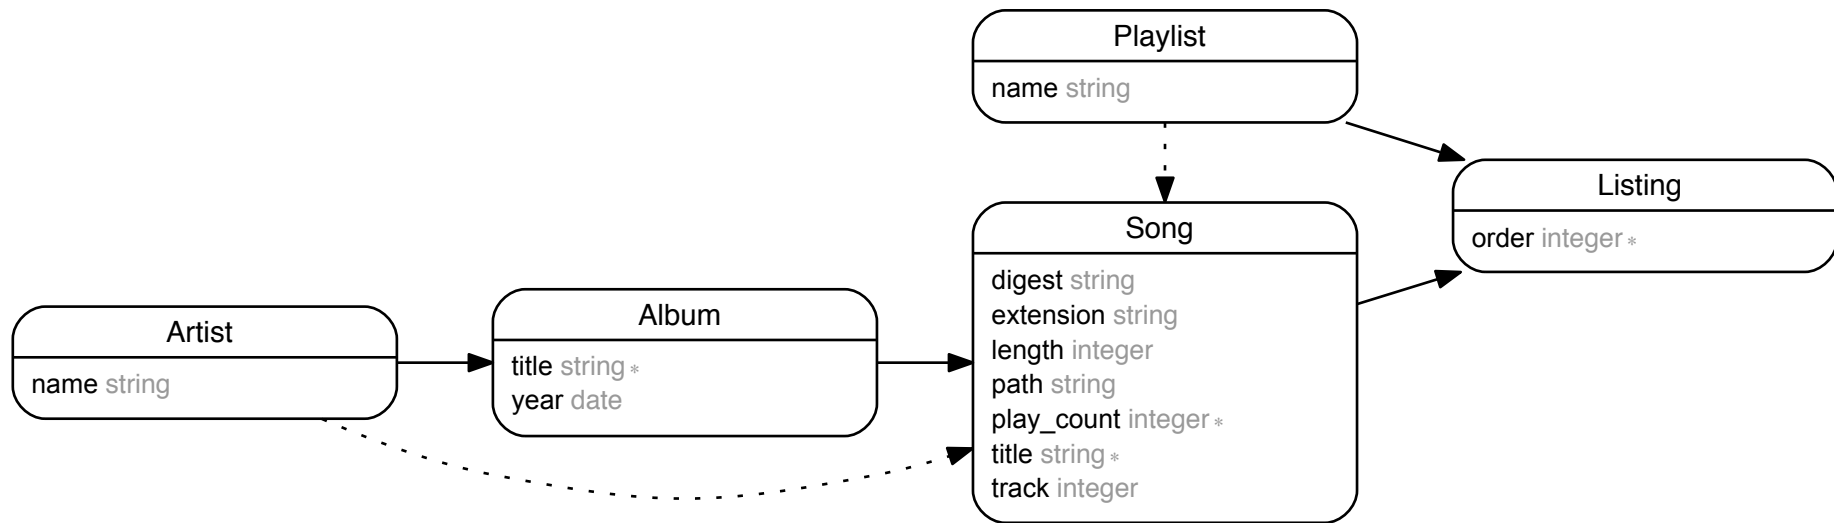 Playlist
name string
Listing
order integer *
Song
digest string
extension string
length integer
path string
play_count integer *
title string *
track integer
Album
title string *
year date
Artist
name string